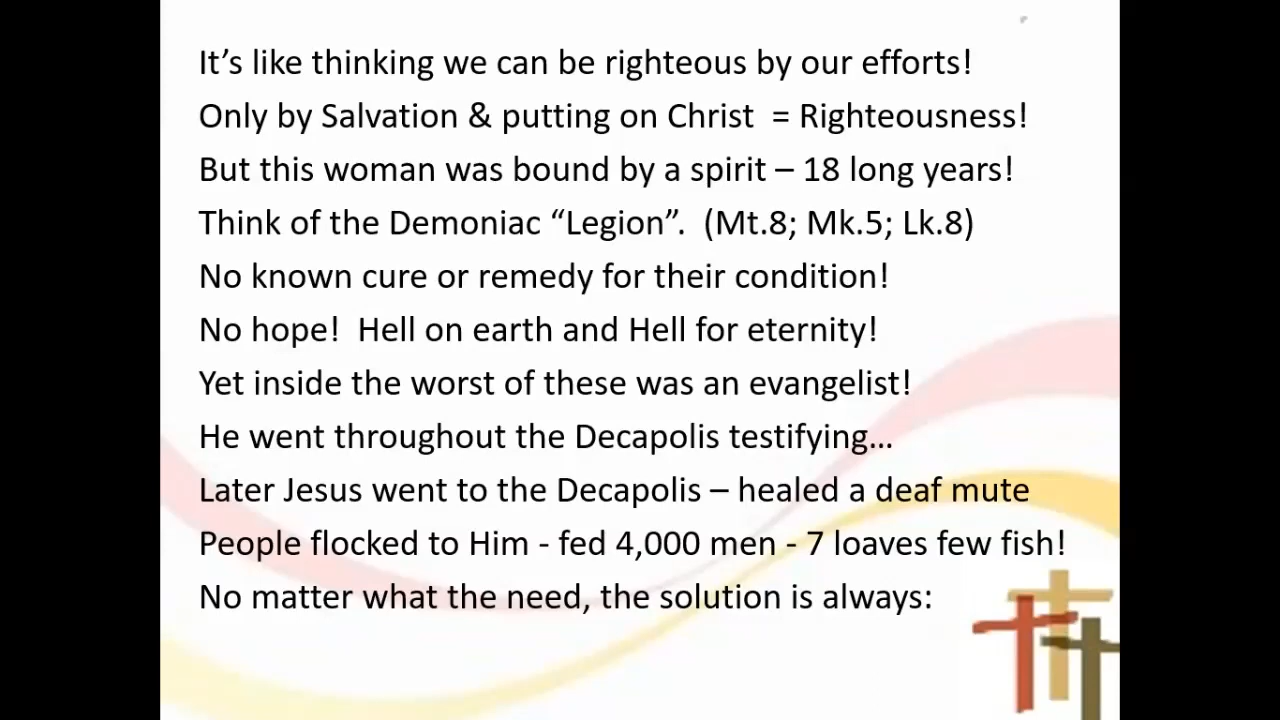 It’s like thinking we can be righteous by our efforts!
Only by Salvation & putting on Christ  = Righteousness!
But this woman was bound by a spirit – 18 long years!
Think of the Demoniac “Legion”.  (Mt.8; Mk.5; Lk.8)
No known cure or remedy for their condition!
No hope!  Hell on earth and Hell for eternity!
Yet inside the worst of these was an evangelist!
He went throughout the Decapolis testifying…
Later Jesus went to the Decapolis – healed a deaf mute
People flocked to Him - fed 4,000 men - 7 loaves few fish!
No matter what the need, the solution is always: